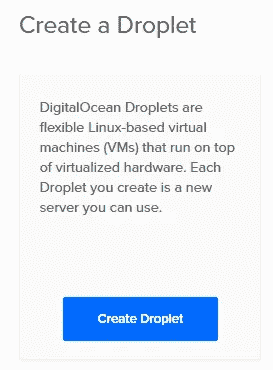 Create a Droplet
DigitalOcean Droplets are
flexible Linux-based virtual
machines (VMs) that run on top
of virtualized hardware. Each
Droplet you create is a new
server you can use.
Create Droplet